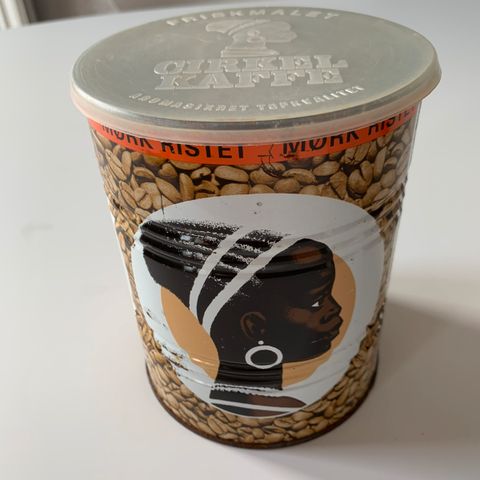 FRISKMALET
CIRKEL
KAFFE
AROMASIKRET TOPKVALITET
MØRK RISTET MØRK RISTET